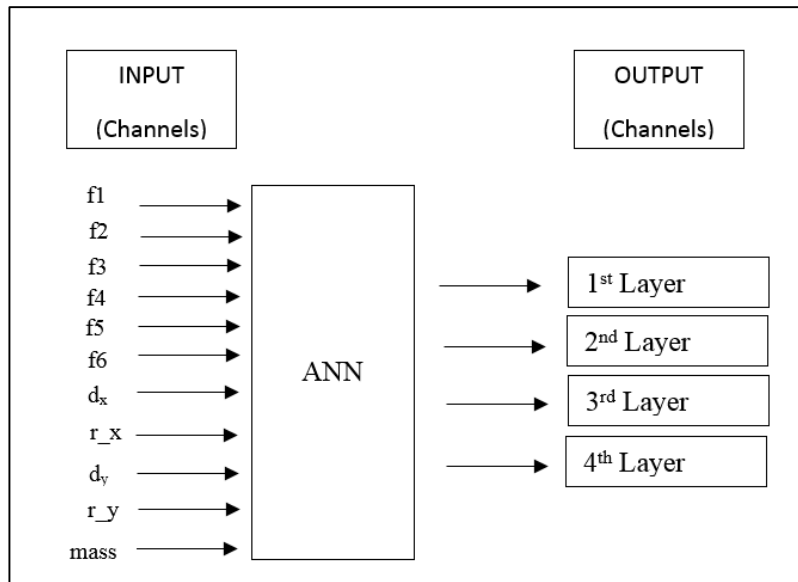 INPUT
(Channels)
OUTPUT
(Channels)
f1
f2
f3
f4
f5
f6
dₓ
r_x
d_y
r_y
mass
ANN
1st Layer
2nd Layer
3rd Layer
4th Layer